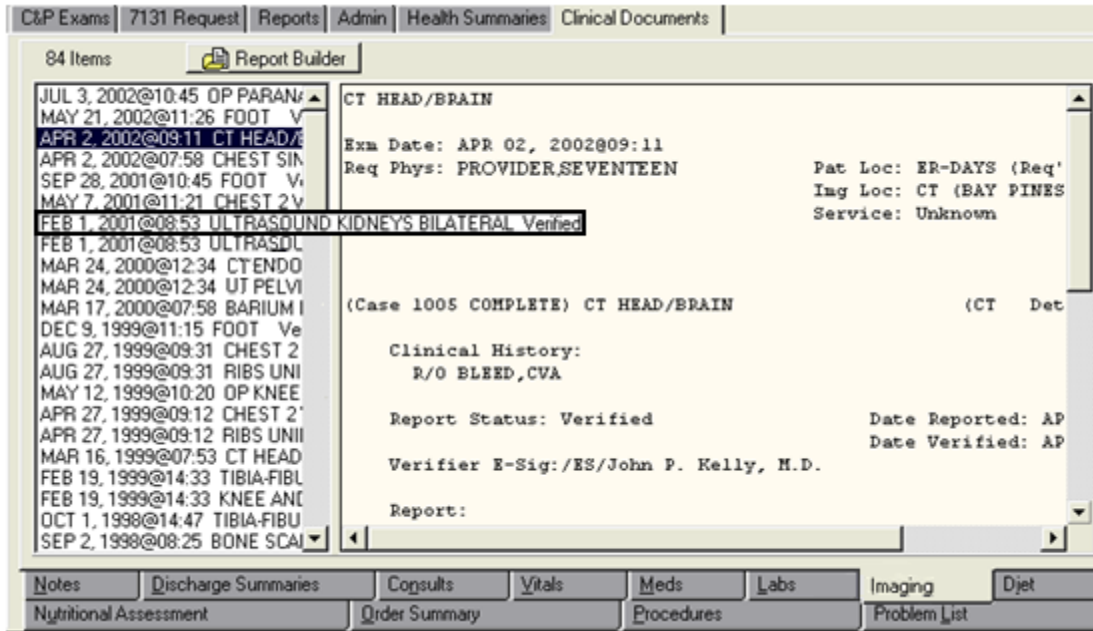 C&P Exams 7131 Request Reports Admin Health Summaries Clinical Documents
84 Items Report Builder
JUL 3, 2002@10:45 OP PARANA
MAY 21, 2002@11:26 FOOT V
APR 2, 2002@09:11 CT HEAD/B
APR 2, 2002@07:58 CHEST SIN
SEP 28, 2001@10:45 FOOT Ve
MAY 7, 2001@11:21 CHEST 2 V
FEB 1, 2001@08:53 ULTRASOUND KIDNEYS BILATERAL Verified
FEB 1, 2001@08:53 ULTRASOU
MAR 24, 2000@12:34 CT ENDO
MAR 24, 2000@12:34 UT PELVI
MAR 17, 2000@07:58 BARIUM
DEC 9, 1999@11:15 FOOT Ve
AUG 27, 1999@09:31 CHEST 2
AUG 27, 1999@09:31 RIBS UNI
MAY 12, 1999@10:20 OP KNEE
APR 27, 1999@09:12 CHEST 2
APR 27, 1999@09:12 RIBS UNI
MAR 16, 1999@07:53 CT HEAD
FEB 19, 1999@14:33 TIBIA-FIBU
FEB 19, 1999@14:33 KNEE AND
OCT 1, 1998@14:47 TIBIA-FIBU
SEP 2, 1998@08:25 BONE SCA
CT HEAD/BRAIN
Exm Date: APR 02, 2002@09:11
Req Phys: PROVIDER,SEVENTEEN Pat Loc: ER-DAYS (Req'
Img Loc: CT (BAY PINES
Service: Unknown
(Case 1005 COMPLETE) CT HEAD/BRAIN (CT Det
Clinical History:
R/O BLEED,CVA
Report Status: Verified Date Reported: AP
Date Verified: AP
Verifier E-Sig:/ES/John P. Kelly, M.D.
Report:
Notes Discharge Summaries Consults Vitals Meds Labs Imaging Diet
Nutritional Assessment Order Summary Procedures Problem List